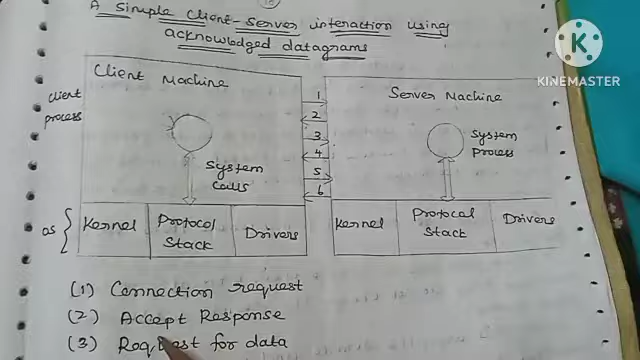 A Simple Client-Server interaction using
acknowledged datagrams
KINEMASTER
Client Machine
Server Machine
Client
process
1
2
3
4
5
6
System
Calls
System
Process
OS
Kernel
Protocol
Stack
Drivers
Kernel
Protocol
Stack
Drivers
(1) Connection request
(2) Accept Response
(3) Request for data